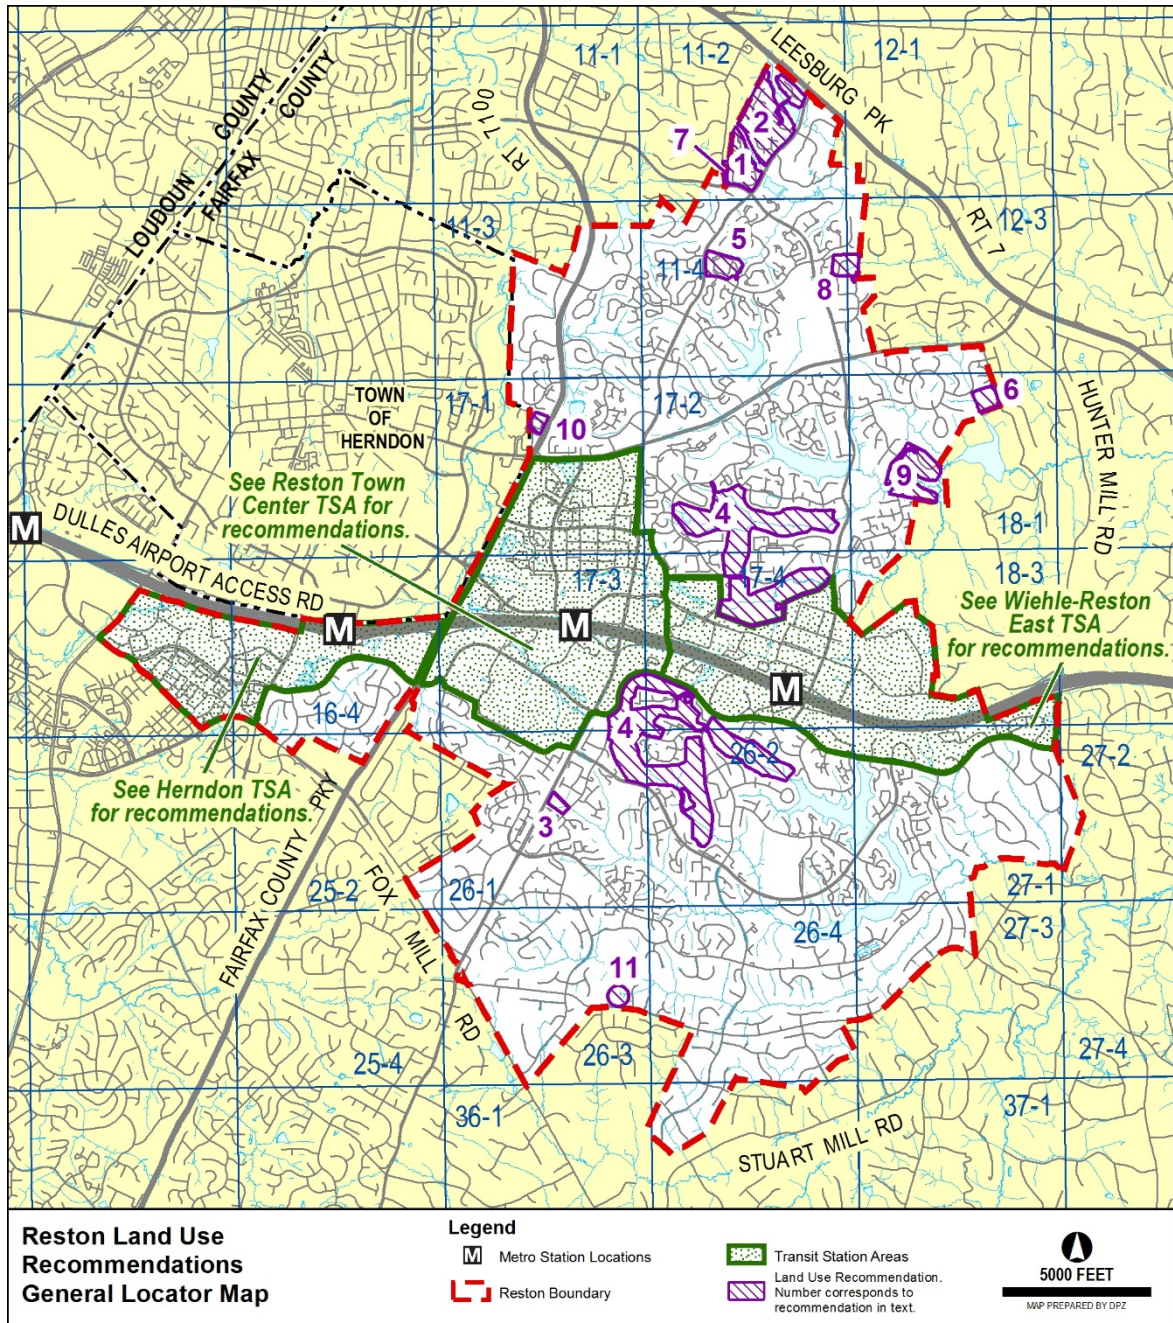 11-1
11-2
12-1
LEESBURG PK
LOUDOUN COUNTY
FAIRFAX COUNTY
RT 7100
2
7
1
11-3
12-3
RT 7
5
11-4
8
TOWN
OF
HERNDON
17-1
17-2
10
6
HUNTER MILL RD
See Reston Town
Center TSA for
recommendations.
9
4
18-1
M
DULLES AIRPORT ACCESS RD
17-3
17-4
18-3
See Wiehle-Reston
East TSA
for recommendations.
M
M
M
16-4
4
26-2
27-2
See Herndon TSA
for recommendations.
3
FAIRFAX COUNTY PKY
25-2
FOX MILL RD
26-1
27-1
26-4
27-3
11
25-4
26-3
27-4
36-1
37-1
STUART MILL RD
Reston Land Use
Recommendations
General Locator Map
Legend
M Metro Station Locations
Reston Boundary
Transit Station Areas
Land Use Recommendation.
Number corresponds to
recommendation in text.
5000 FEET
MAP PREPARED BY DPZ